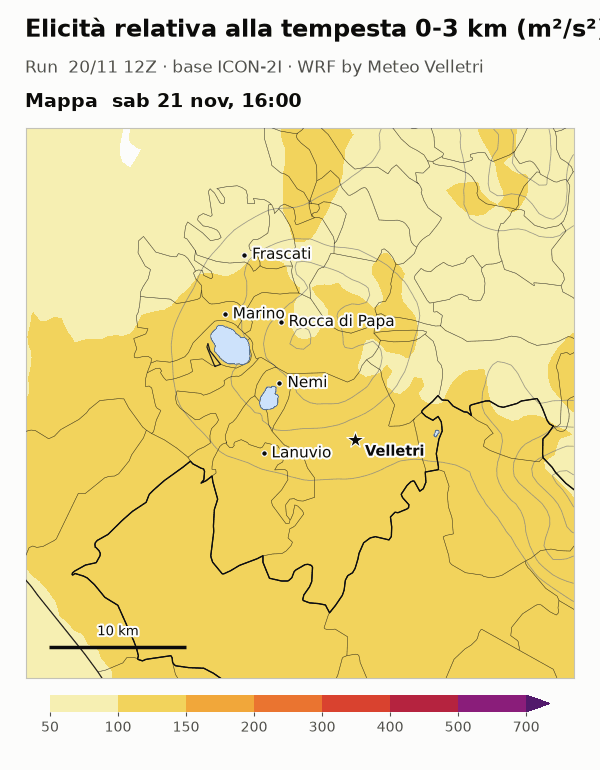 Elicità relativa alla tempesta 0-3 km (m²/s²)
Run 20/11 12Z · base ICON-2I · WRF by Meteo Velletri
Mappa sab 21 nov, 16:00
Frascati
Marino
Rocca di Papa
Nemi
Lanuvio
Velletri
10 km
50 100 150 200 300 400 500 700